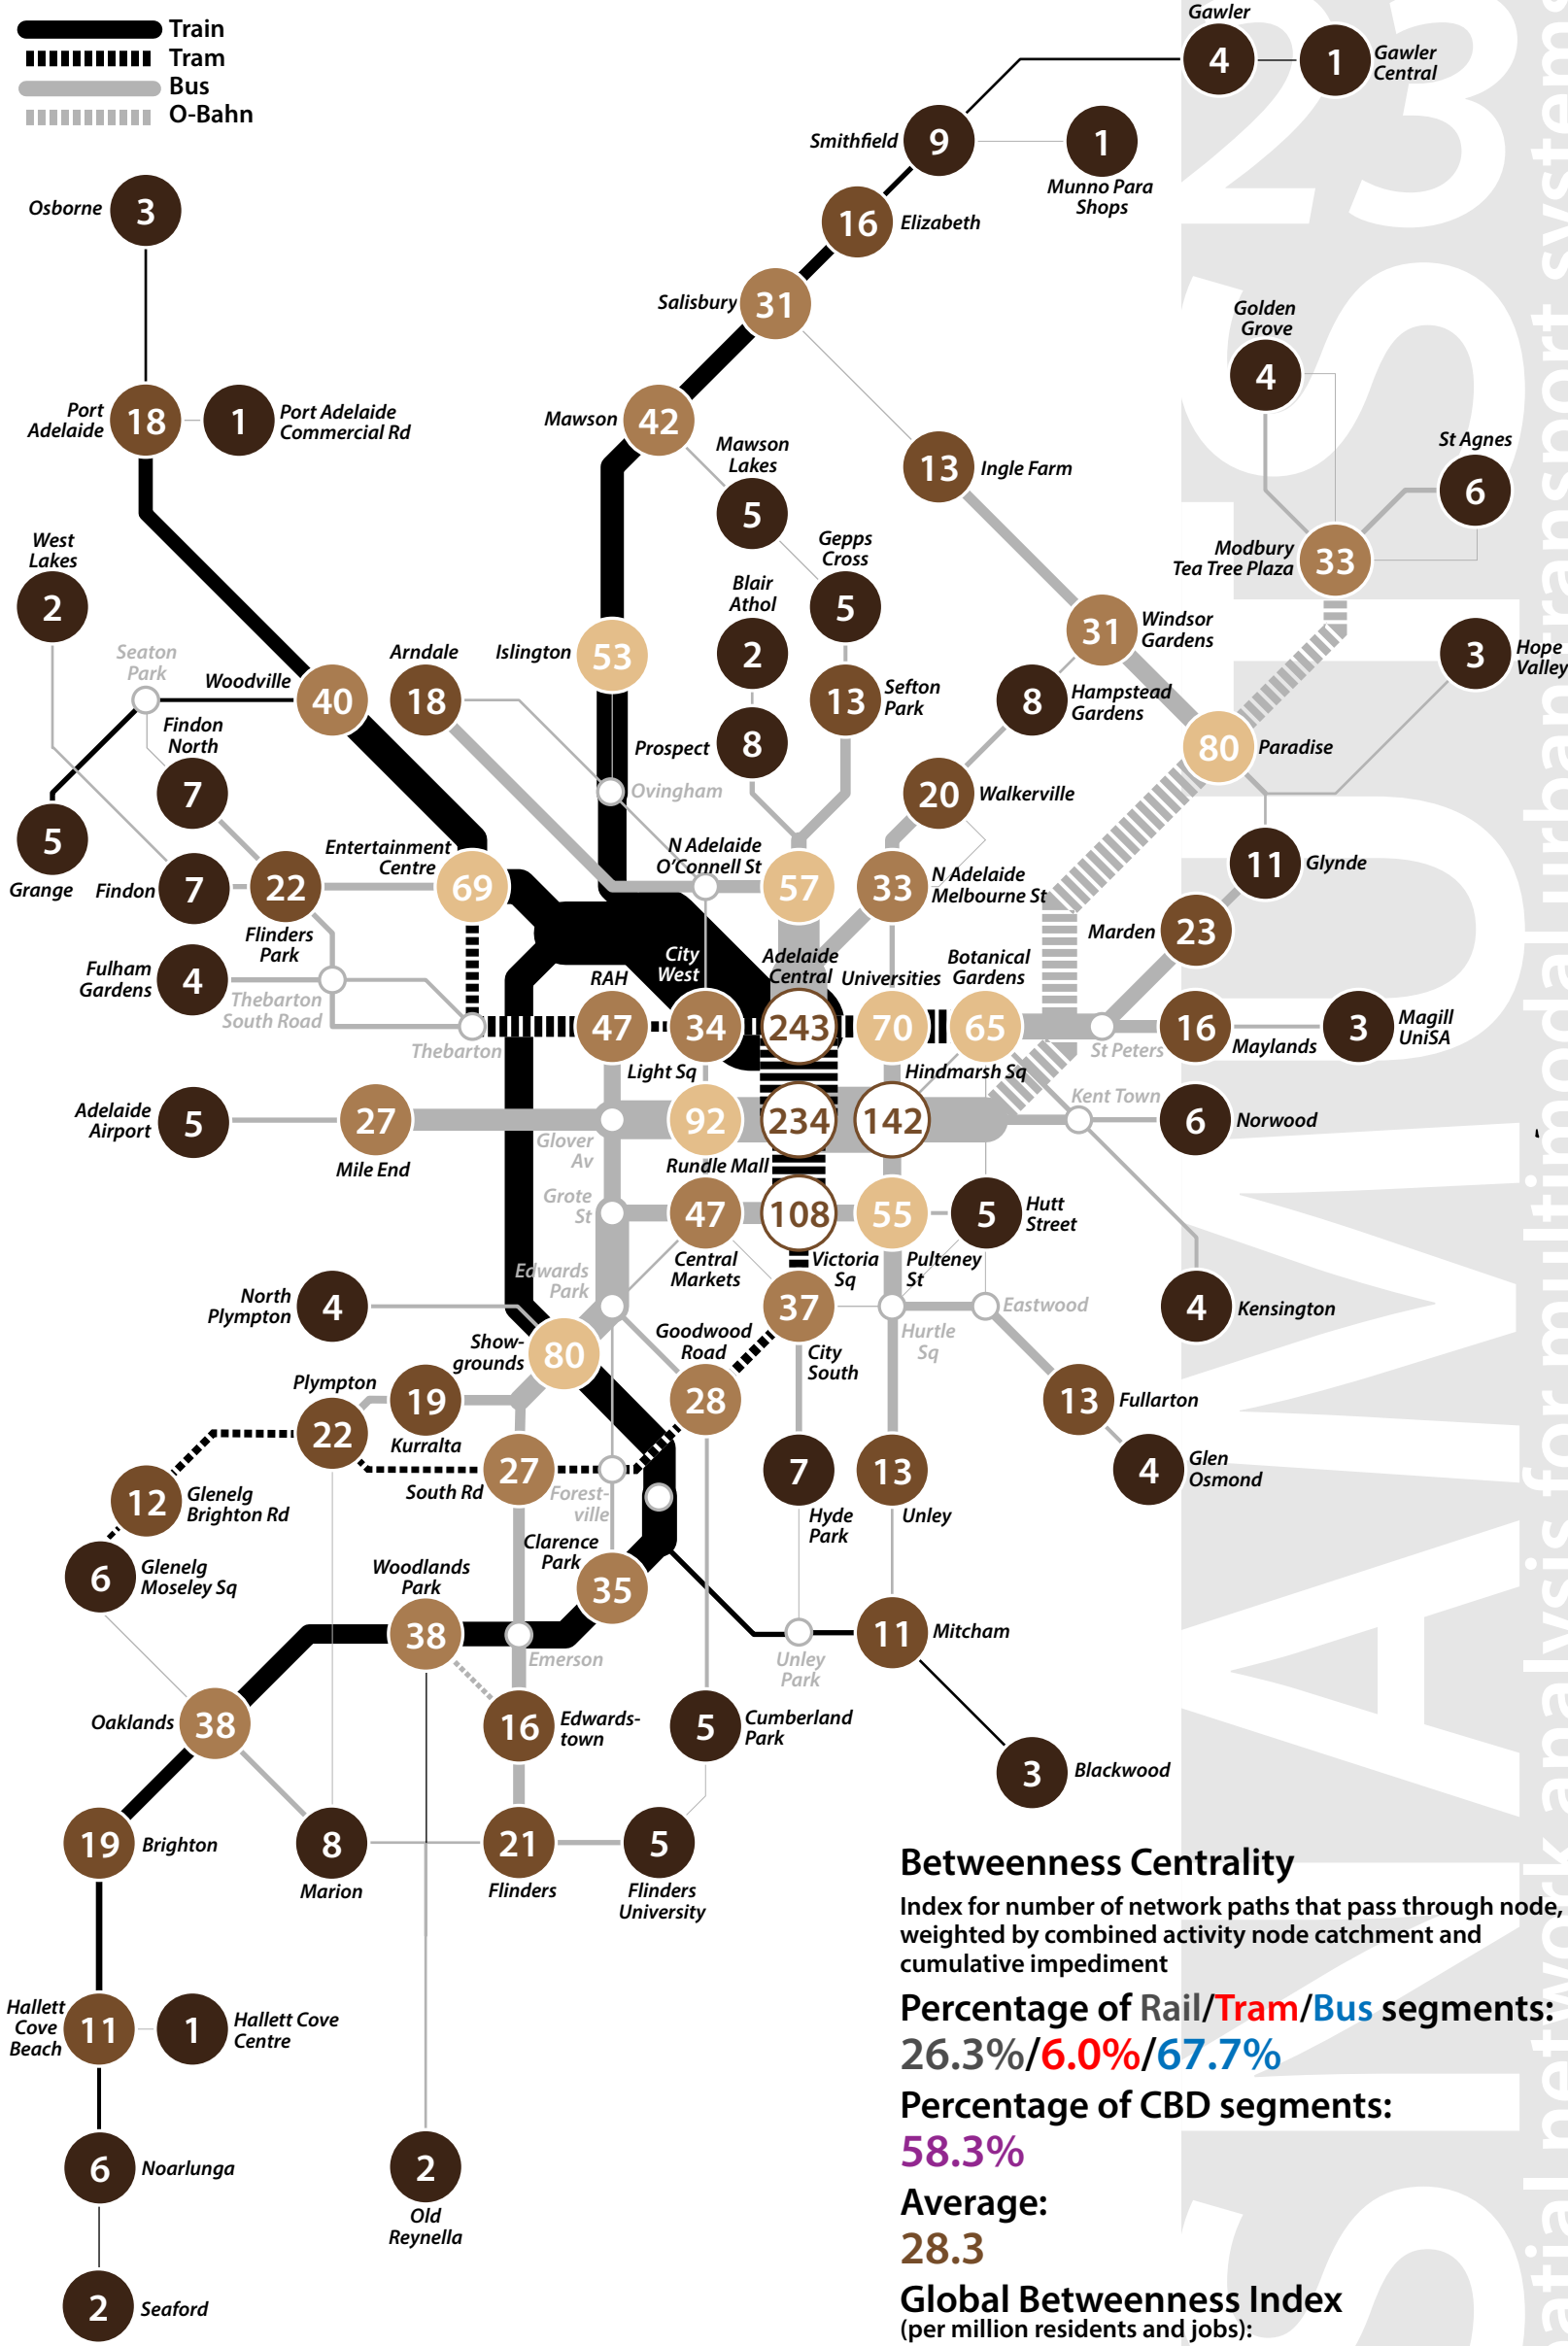 Train
Tram
Bus
O-Bahn
Gawler
4
1
Gawler
Central
Smithfield
9
1
Munno Para
Shops
16
Elizabeth
Osborne
3
Salisbury
31
Golden
Grove
4
Port
Adelaide
18
1
Port Adelaide
Commercial Rd
Mawson
42
Mawson
Lakes
5
13
Ingle Farm
St Agnes
6
Modbury
Tea Tree Plaza
33
West
Lakes
2
Gepps
Cross
5
Blair
Athol
2
31
Windsor
Gardens
3
Hope
Valley
Seaton
Park
Woodville
40
Arndale
18
Islington
53
13
Sefton
Park
8
Hampstead
Gardens
Findon
North
7
Prospect
8
80
Paradise
Ovingham
20
Walkerville
5
Grange
Entertainment
Centre
69
N Adelaide
O'Connell St
57
33
N Adelaide
Melbourne St
11
Glynde
Findon
7
22
Flinders
Park
Marden
23
Fulham
Gardens
4
Thebarton
South Road
Thebarton
RAH
47
City
West
34
Light Sq
Adelaide
Central
243
Universities
70
Botanical
Gardens
65
Hindmarsh Sq
St Peters
16
Maylands
3
Magill
UniSA
Adelaide
Airport
5
27
Mile End
Glover
Av
92
Rundle Mall
234
142
Kent Town
6
Norwood
Grote
St
47
Central
Markets
108
Victoria
Sq
55
Pulteney
St
5
Hutt
Street
North
Plympton
4
Edwards
Park
37
City
South
Hurtle
Sq
Eastwood
4
Kensington
Show-
grounds
80
Goodwood
Road
28
Plympton
22
19
Kurralta
13
Fullarton
27
South Rd
Forest-
ville
7
Hyde
Park
13
Unley
4
Glen
Osmond
12
Glenelg
Brighton Rd
6
Glenelg
Moseley Sq
Clarence
Park
35
Woodlands
Park
38
Emerson
Unley
Park
11
Mitcham
Oaklands
38
16
Edwards-
town
5
Cumberland
Park
3
Blackwood
19
Brighton
8
Marion
21
Flinders
5
Flinders
University
Hallett
Cove
Beach
11
1
Hallett Cove
Centre
6
Noarlunga
2
Old
Reynella
2
Seaford
Betweenness Centrality
Index for number of network paths that pass through node,
weighted by combined activity node catchment and
cumulative impediment
Percentage of Rail/Tram/Bus segments:
26.3%/6.0%/67.7%
Percentage of CBD segments:
58.3%
Average:
28.3
Global Betweenness Index
(per million residents and jobs):
SNAMUTS 23
atial network analysis for multimodal urban transport systems